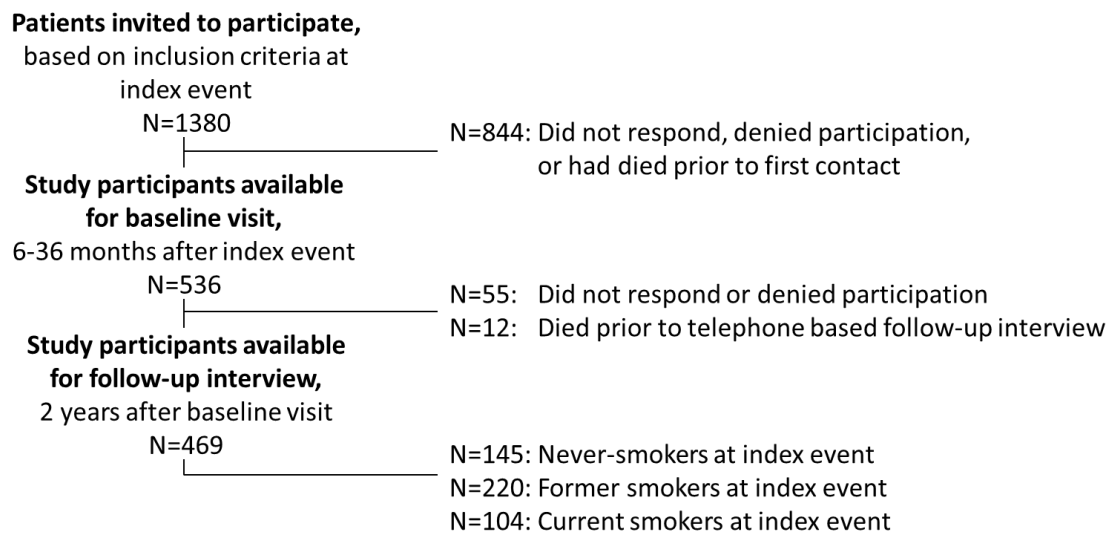 Patients invited to participate,
based on inclusion criteria at
index event
N=1380
N=844: Did not respond, denied participation,
or had died prior to first contact
Study participants available
for baseline visit,
6-36 months after index event
N=536
N=55: Did not respond or denied participation
N=12: Died prior to telephone based follow-up interview
Study participants available
for follow-up interview,
2 years after baseline visit
N=469
N=145: Never-smokers at index event
N=220: Former smokers at index event
N=104: Current smokers at index event